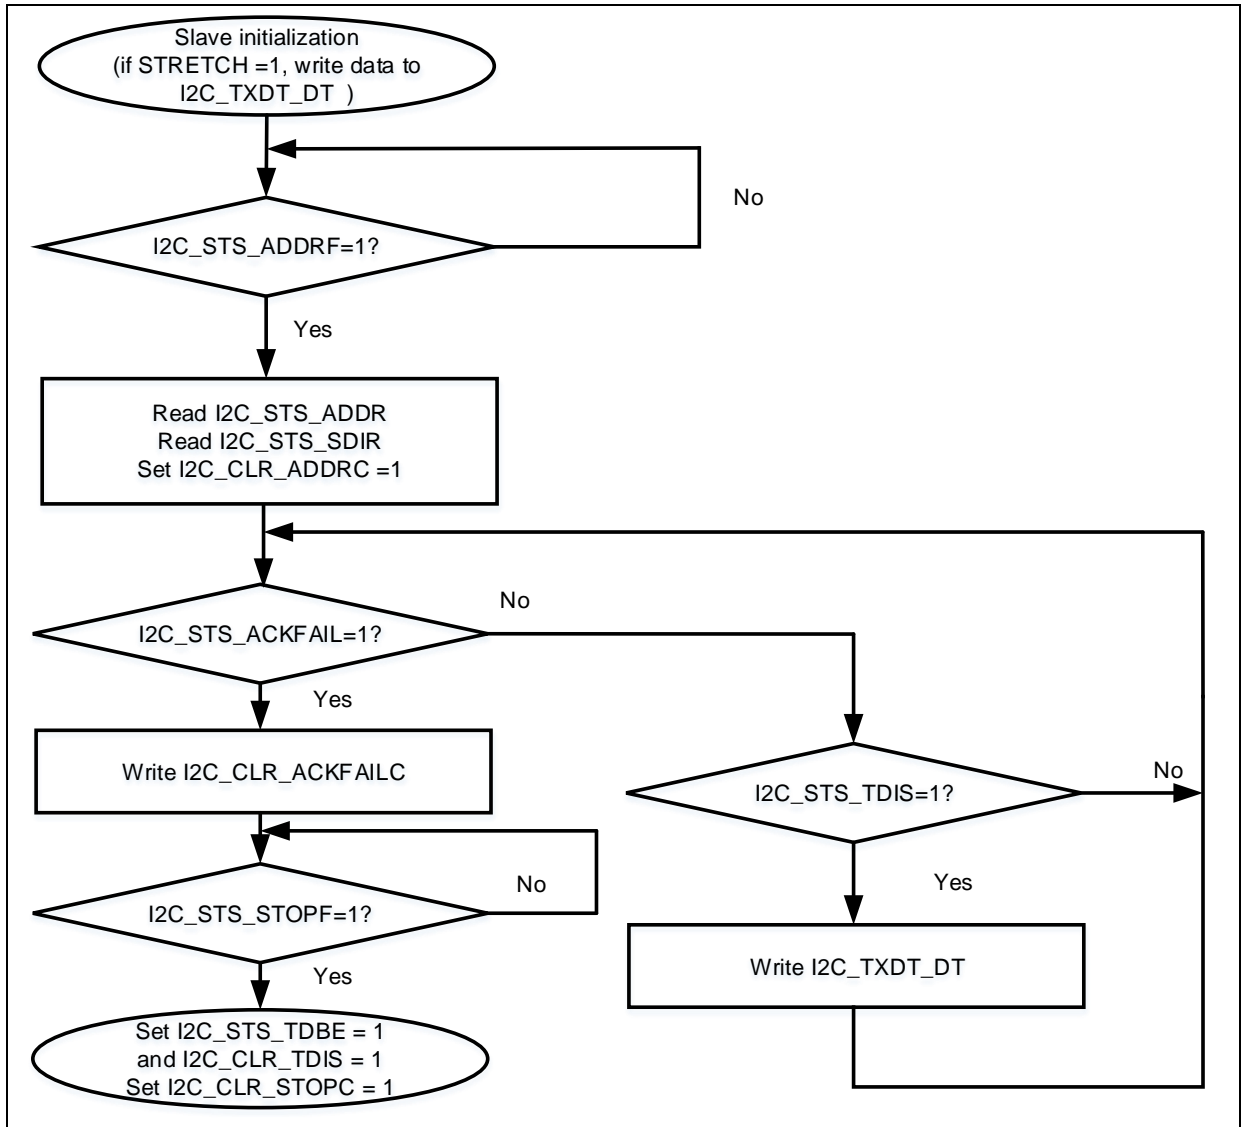 Slave initialization
(if STRETCH =1, write data to
I2C_TXDT_DT )
No
I2C_STS_ADDRF=1?
Yes
Read I2C_STS_ADDR
Read I2C_STS_SDIR
Set I2C_CLR_ADDRC =1
No
I2C_STS_ACKFAIL=1?
Yes
Write I2C_CLR_ACKFAILC
No
I2C_STS_TDIS=1?
No
Yes
I2C_STS_STOPF=1?
Write I2C_TXDT_DT
Yes
Set I2C_STS_TDBE = 1
and I2C_CLR_TDIS = 1
Set I2C_CLR_STOPC = 1